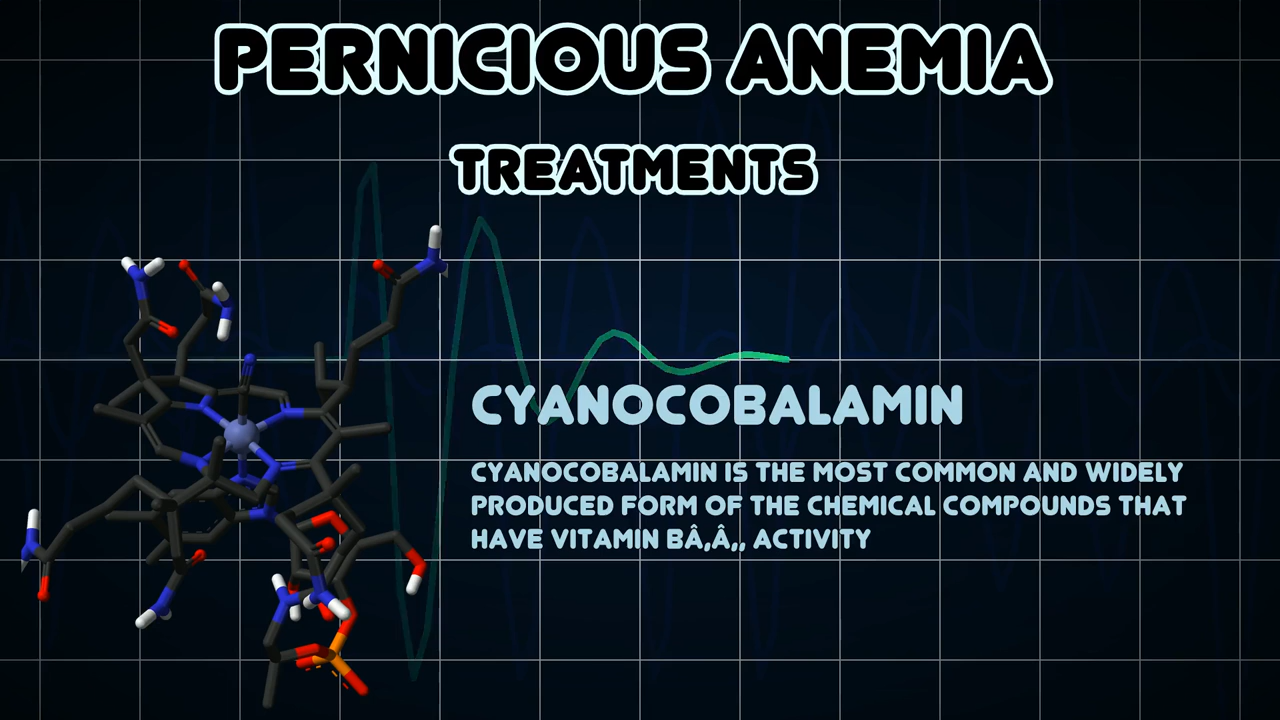 PERNICIOUS ANEMIA
TREATMENTS
CYANOCOBALAMIN
CYANOCOBALAMIN IS THE MOST COMMON AND WIDELY
PRODUCED FORM OF THE CHEMICAL COMPOUNDS THAT
HAVE VITAMIN BÂ‚Â‚‚ ACTIVITY